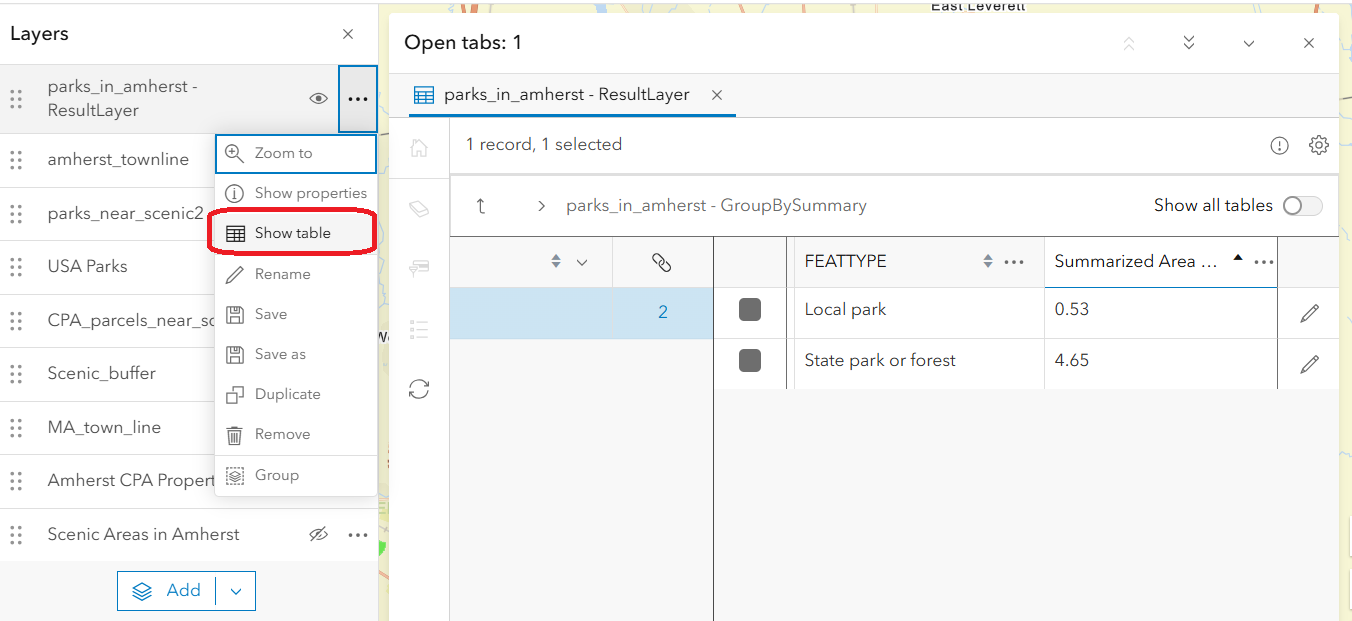 East Leverett
Layers
parks_in_amherst -
ResultLayer
amherst_townline
parks_near_scenic2
USA Parks
CPA_parcels_near_sc
Scenic_buffer
MA_town_line
Amherst CPA Propert
Scenic Areas in Amherst
Add
Zoom to
Show properties
Show table
Rename
Save
Save as
Duplicate
Remove
Group
Open tabs: 1
parks_in_amherst - ResultLayer
1 record, 1 selected
parks_in_amherst - GroupBySummary
Show all tables
FEATTYPE Summarized Area ...
2 Local park 0.53
State park or forest 4.65